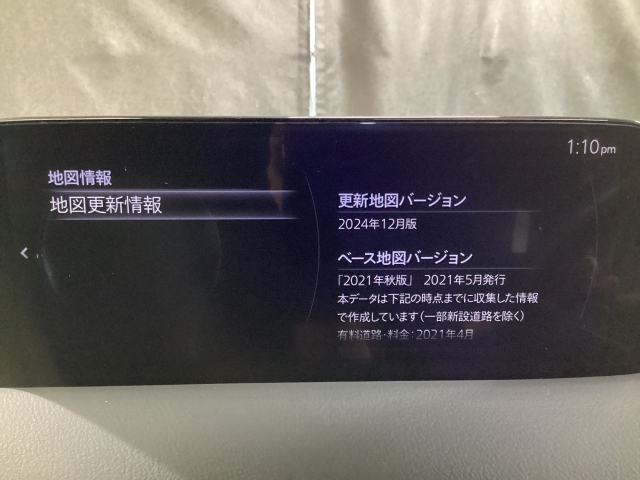 1:10pm
地図情報
地図更新情報
更新地図バージョン
2024年12月版
ベース地図バージョン
「2021年秋版」 2021年5月発行
本データは下記の時点までに収集した情報
で作成しています(一部新設道路を除く)
有料道路・料金:2021年4月